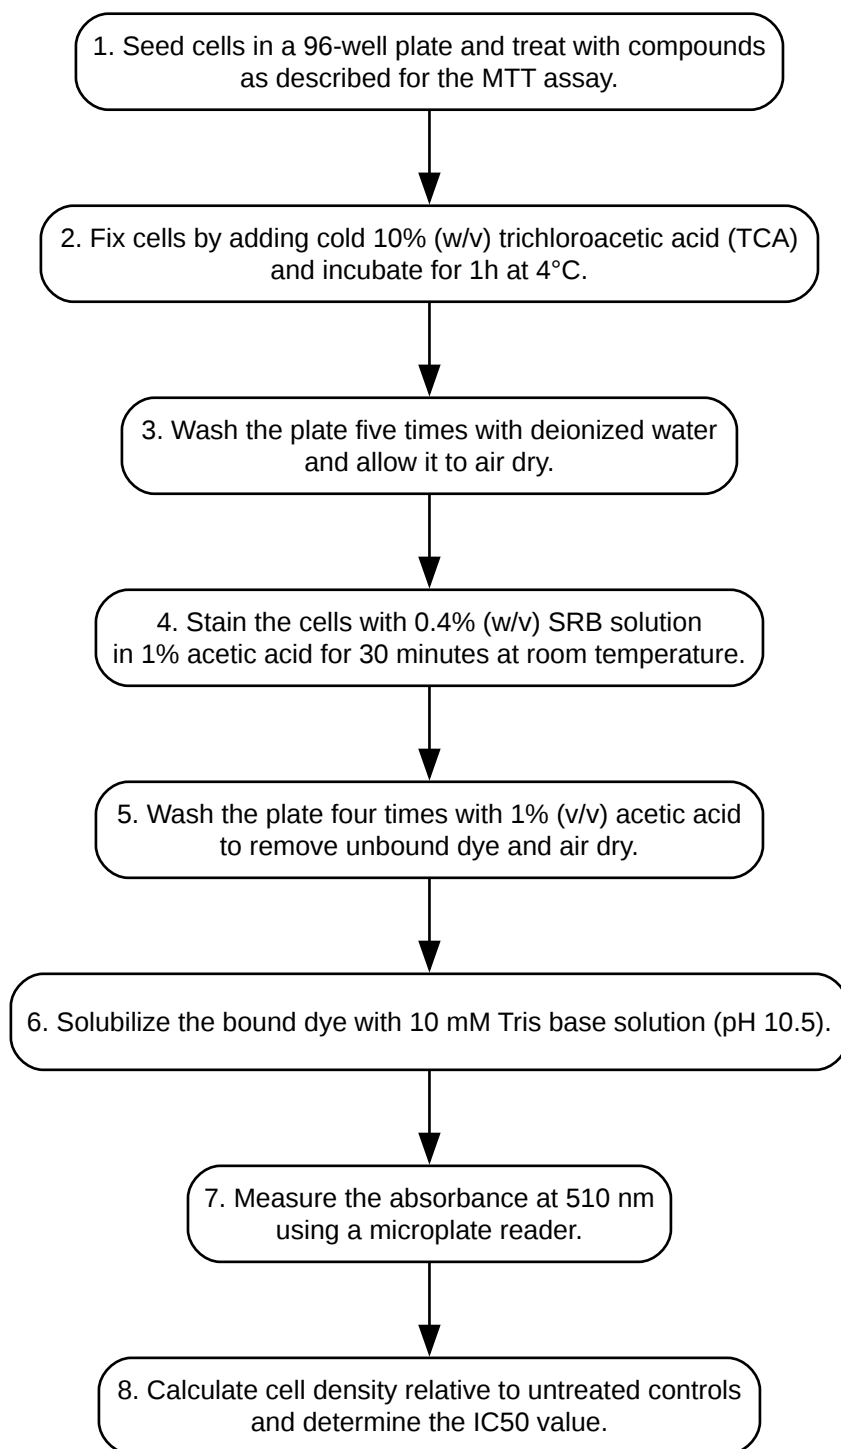 1. Seed cells in a 96-well plate and treat with compounds
as described for the MTT assay.
2. Fix cells by adding cold 10% (w/v) trichloroacetic acid (TCA)
and incubate for 1h at 4°C.
3. Wash the plate five times with deionized water
and allow it to air dry.
4. Stain the cells with 0.4% (w/v) SRB solution
in 1% acetic acid for 30 minutes at room temperature.
5. Wash the plate four times with 1% (v/v) acetic acid
to remove unbound dye and air dry.
6. Solubilize the bound dye with 10 mM Tris base solution (pH 10.5).
7. Measure the absorbance at 510 nm
using a microplate reader.
8. Calculate cell density relative to untreated controls
and determine the IC50 value.